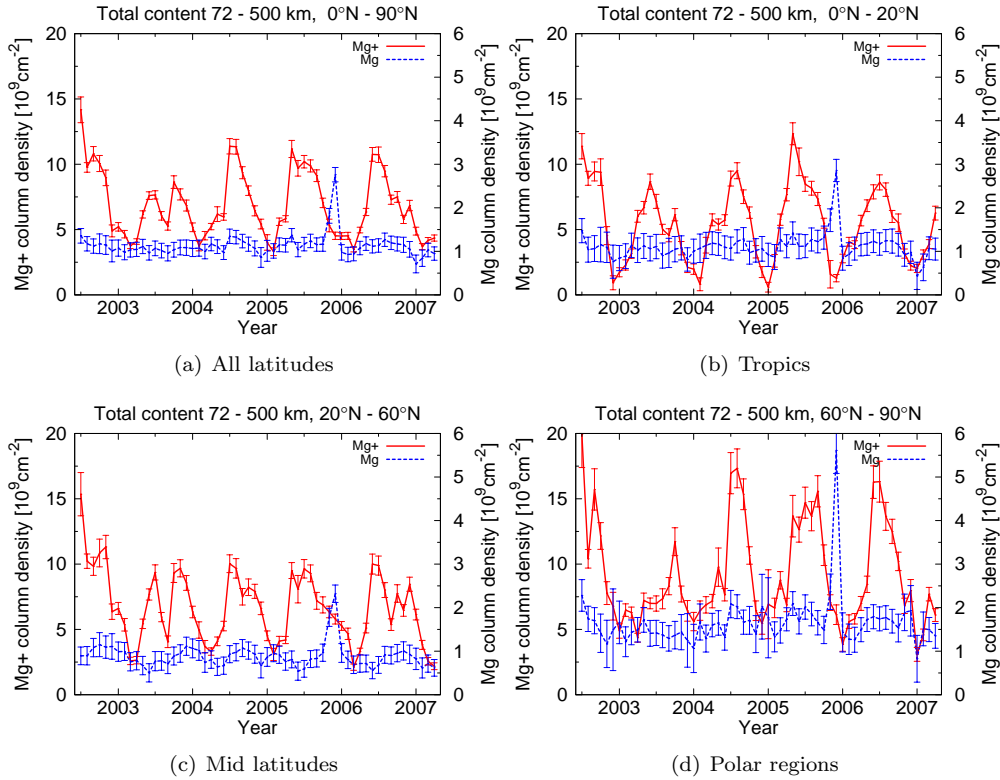 Total content 72 - 500 km, 0°N - 90°N
Mg+ column density [10⁹cm⁻²]
20
15
10
5
0
Mg+
Mg
6
5
4
3
2
1
0
Mg column density [10⁹cm⁻²]
2003 2004 2005 2006 2007
Year
(a) All latitudes
Total content 72 - 500 km, 0°N - 20°N
Mg+ column density [10⁹cm⁻²]
20
15
10
5
0
Mg+
Mg
6
5
4
3
2
1
0
Mg column density [10⁹cm⁻²]
2003 2004 2005 2006 2007
Year
(b) Tropics
Total content 72 - 500 km, 20°N - 60°N
Mg+ column density [10⁹cm⁻²]
20
15
10
5
0
Mg+
Mg
6
5
4
3
2
1
0
Mg column density [10⁹cm⁻²]
2003 2004 2005 2006 2007
Year
(c) Mid latitudes
Total content 72 - 500 km, 60°N - 90°N
Mg+ column density [10⁹cm⁻²]
20
15
10
5
0
Mg+
Mg
6
5
4
3
2
1
0
Mg column density [10⁹cm⁻²]
2003 2004 2005 2006 2007
Year
(d) Polar regions